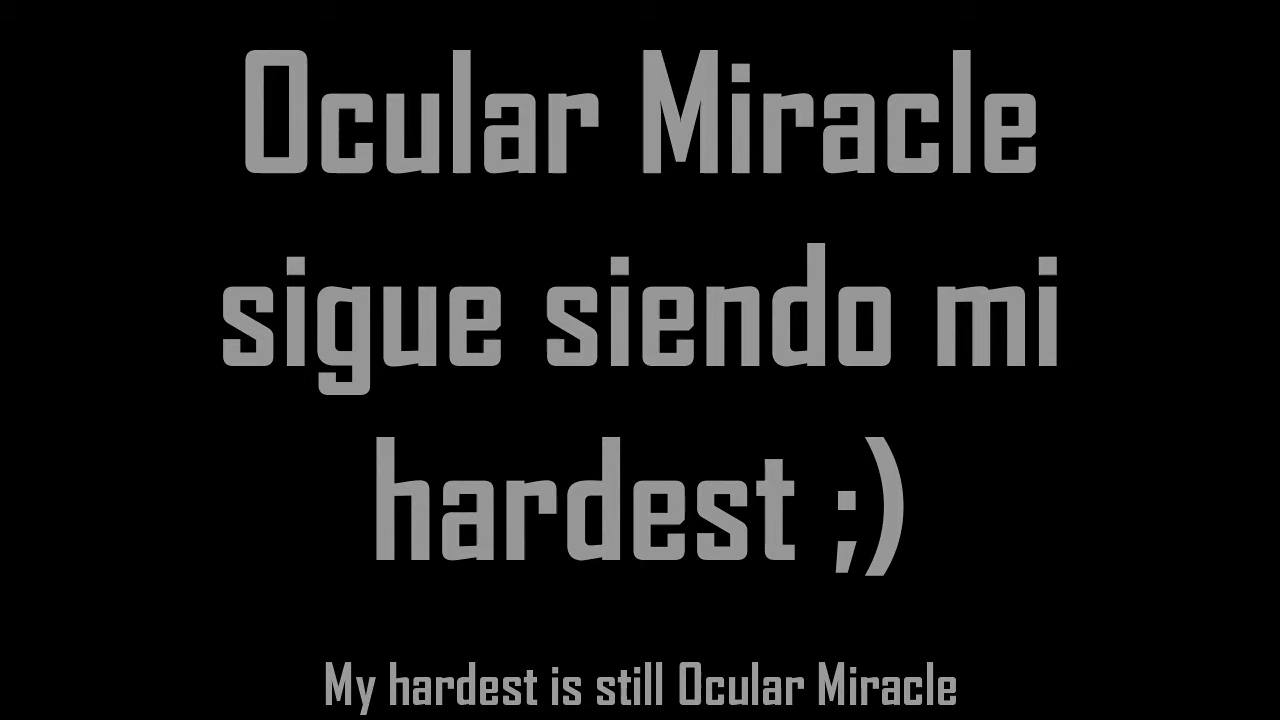 Ocular Miracle
sigue siendo mi
hardest ;)
My hardest is still Ocular Miracle